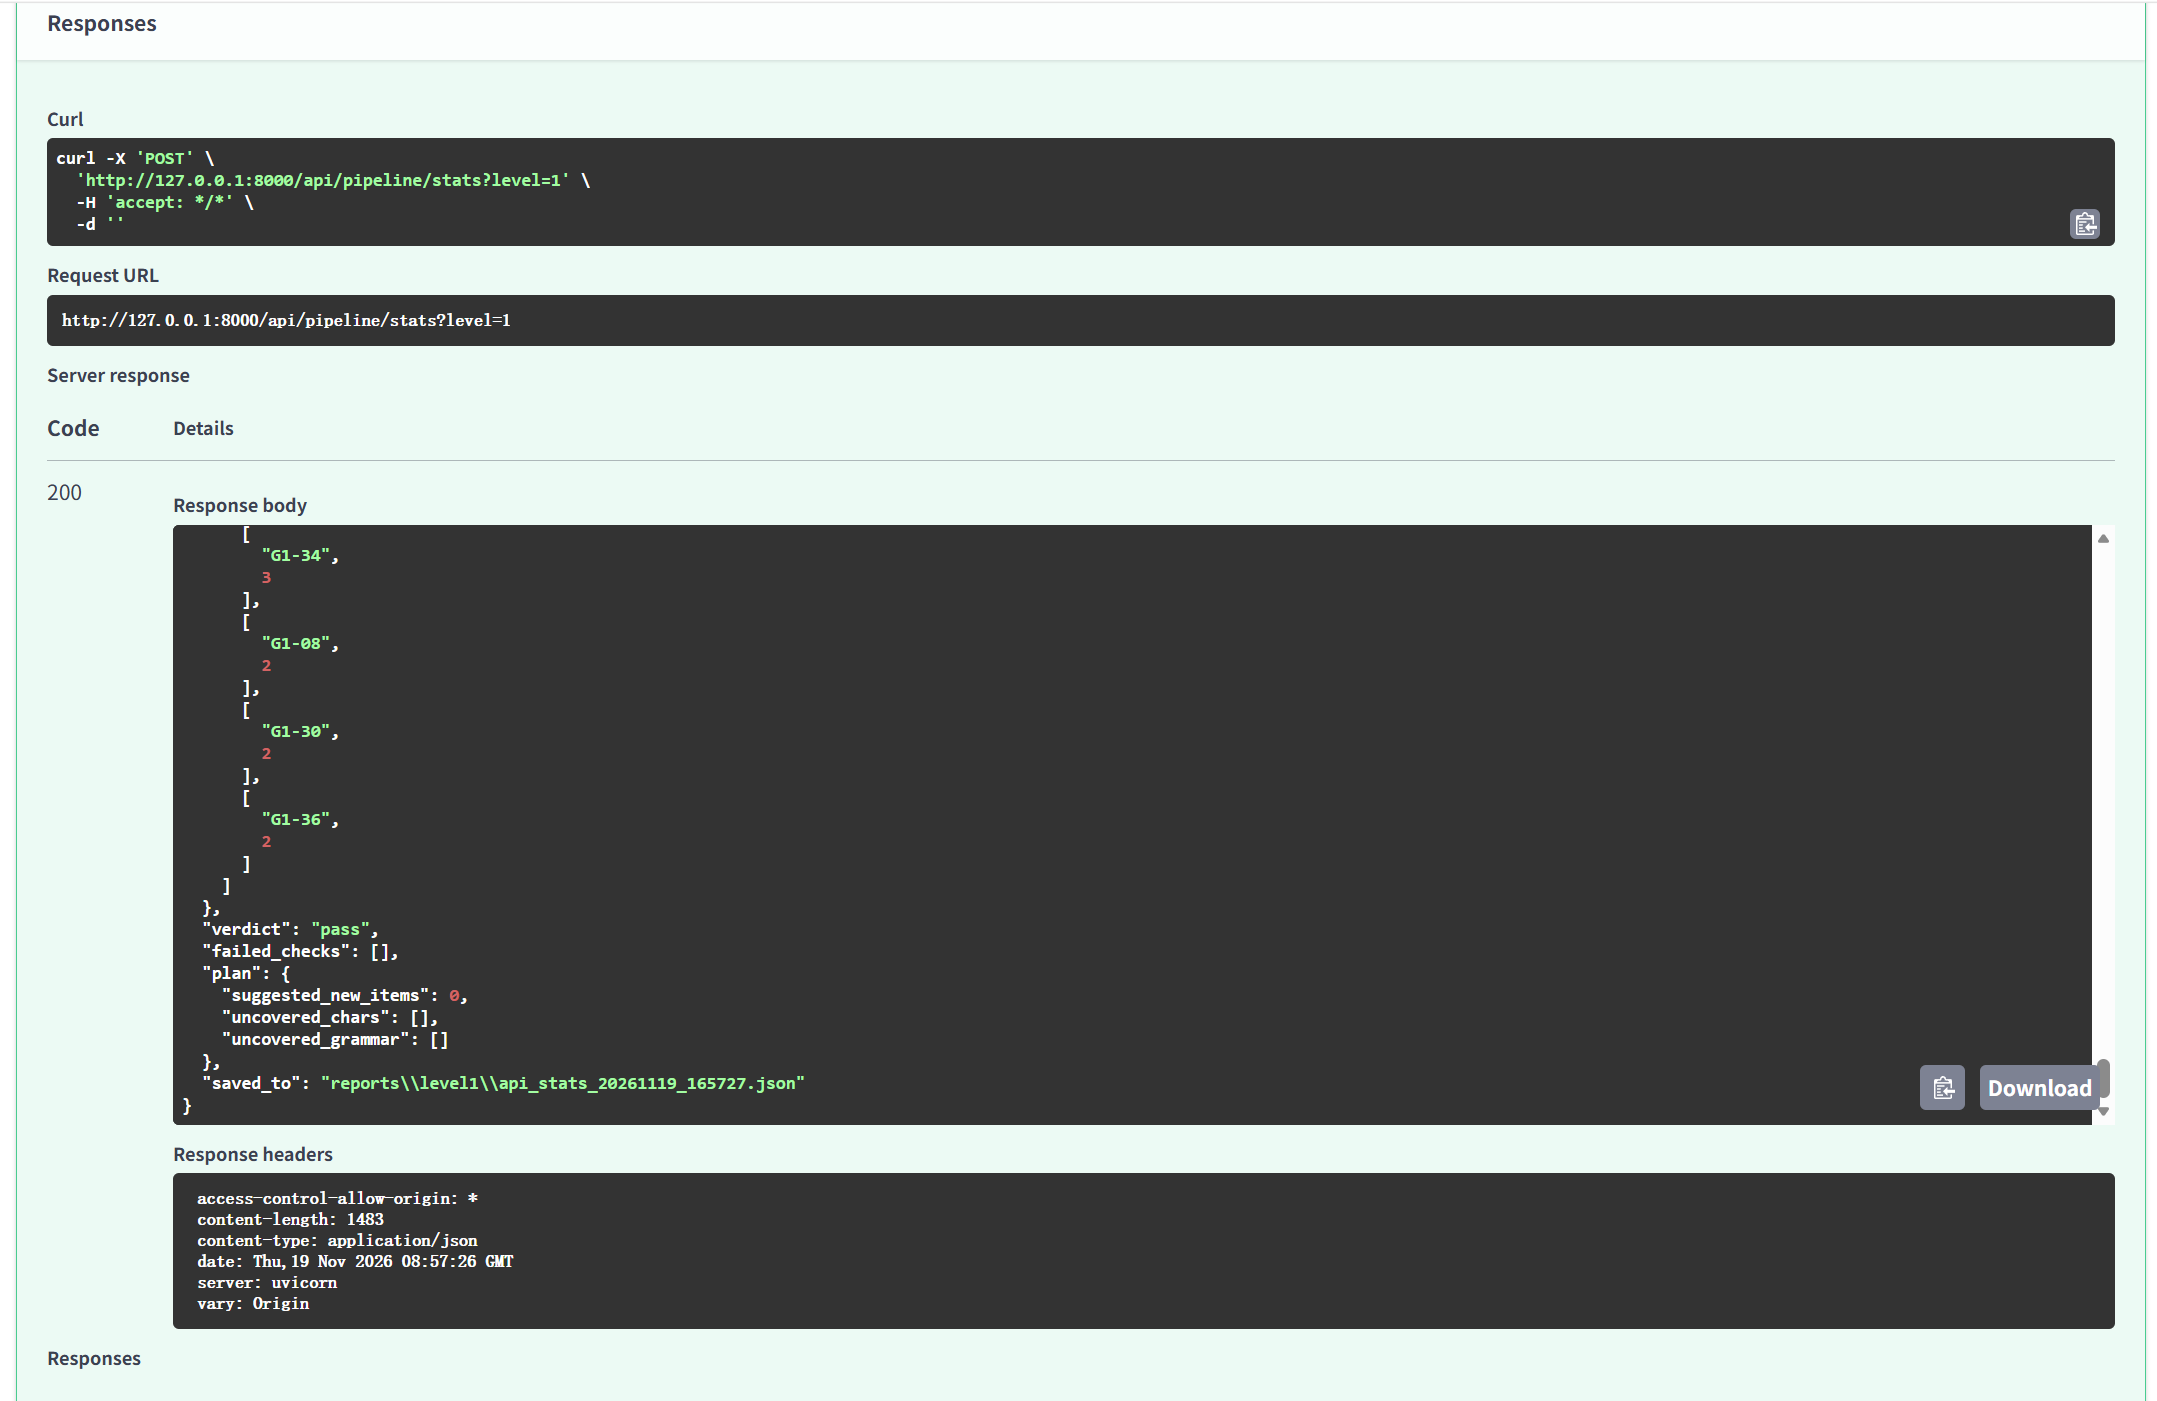 Responses
Curl
curl -X 'POST' \
'http://127.0.0.1:8000/api/pipeline/stats?level=1' \
-H 'accept: */*' \
-d ''
Request URL
http://127.0.0.1:8000/api/pipeline/stats?level=1
Server response
Code Details
200
Response body
[
"G1-34",
3
],
[
"G1-08",
2
],
[
"G1-30",
2
],
[
"G1-36",
2
]
]
},
"verdict": "pass",
"failed_checks": [],
"plan": {
"suggested_new_items": 0,
"uncovered_chars": [],
"uncovered_grammar": []
},
"saved_to": "reports\\level1\\api_stats_20261119_165727.json"
}
Download
Response headers
access-control-allow-origin: *
content-length: 1483
content-type: application/json
date: Thu,19 Nov 2026 08:57:26 GMT
server: uvicorn
vary: Origin
Responses